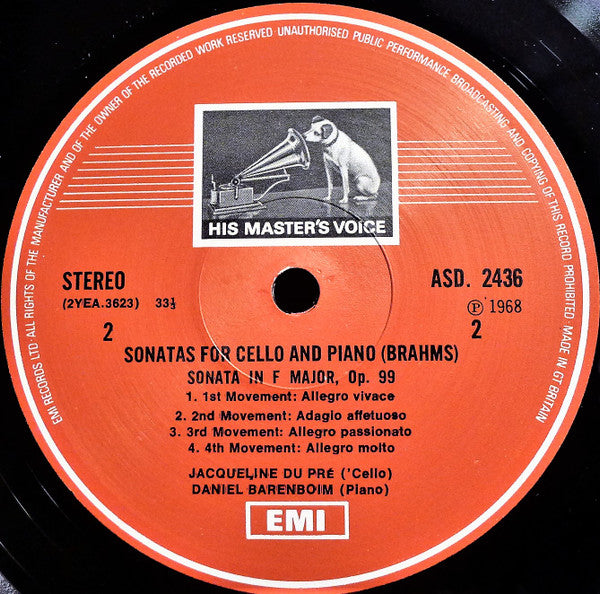 EMI RECORDS LTD · ALL RIGHTS OF THE MANUFACTURER AND OF THE OWNER OF THE RECORDED WORK RESERVED · UNAUTHORISED PUBLIC PERFORMANCE BROADCASTING AND COPYING OF THIS RECORD PROHIBITED · MADE IN GT BRITAIN
HIS MASTER'S VOICE
STEREO
ASD. 2436
(2YEA.3623) 33⅓
Ⓟ 1968
2
2
SONATAS FOR CELLO AND PIANO (BRAHMS)
SONATA IN F MAJOR, Op. 99
1. 1st Movement: Allegro vivace
2. 2nd Movement: Adagio affetuoso
3. 3rd Movement: Allegro passionato
4. 4th Movement: Allegro molto
JACQUELINE DU PRÉ ('Cello)
DANIEL BARENBOIM (Piano)
EMI